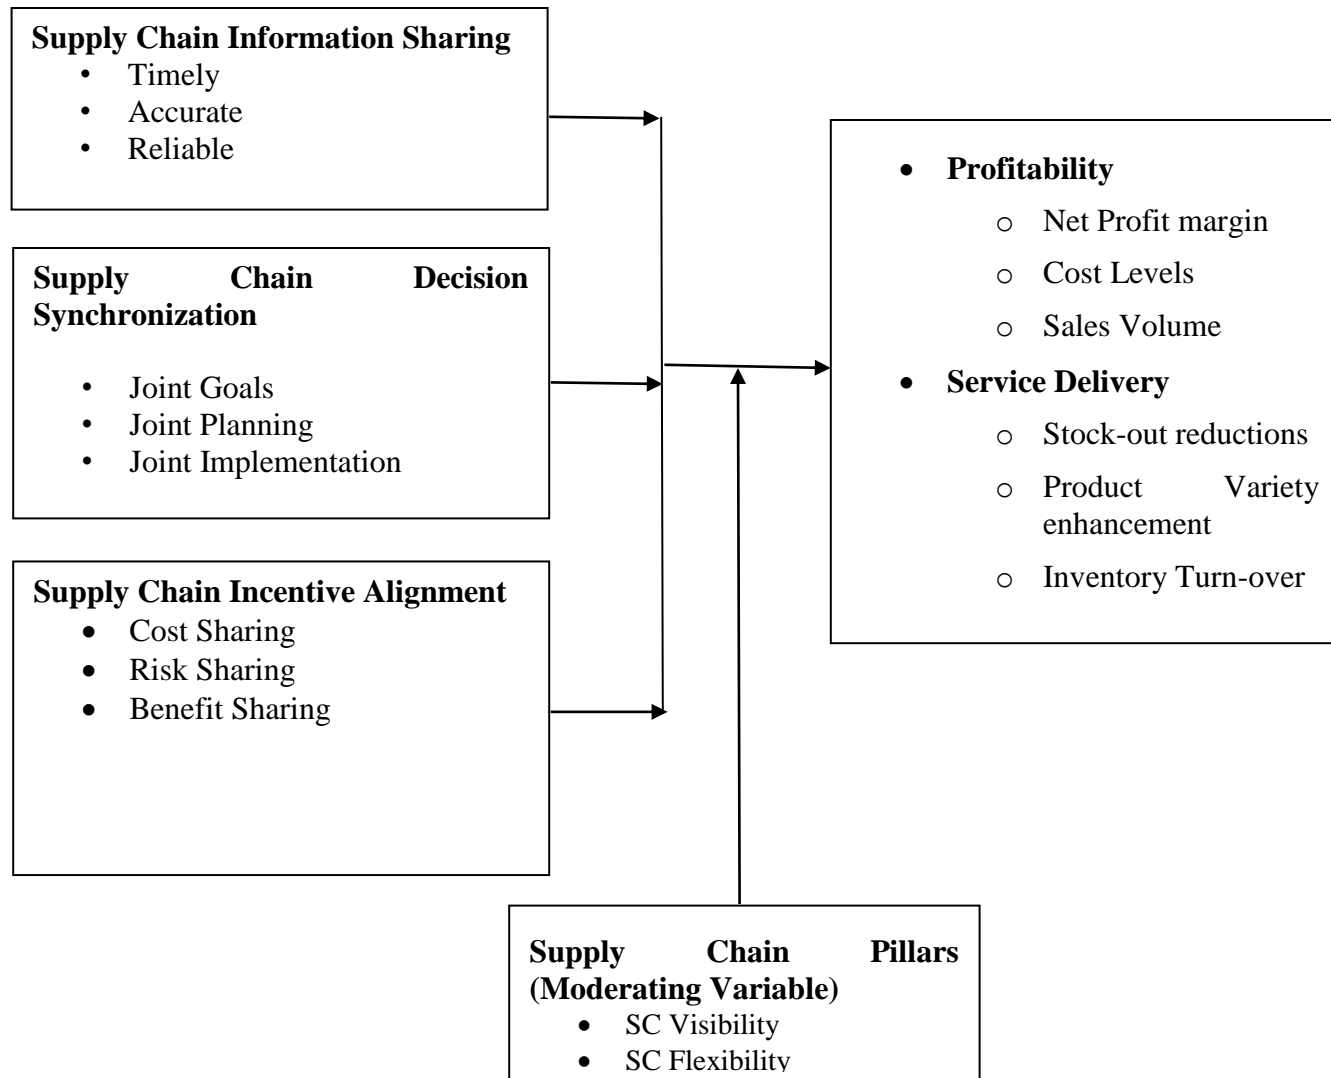 Supply Chain Information Sharing
• Timely
• Accurate
• Reliable
Supply Chain Decision
Synchronization
• Joint Goals
• Joint Planning
• Joint Implementation
Supply Chain Incentive Alignment
• Cost Sharing
• Risk Sharing
• Benefit Sharing
• Profitability
o Net Profit margin
o Cost Levels
o Sales Volume
• Service Delivery
o Stock-out reductions
o Product Variety
enhancement
o Inventory Turn-over
Supply Chain Pillars
(Moderating Variable)
• SC Visibility
• SC Flexibility